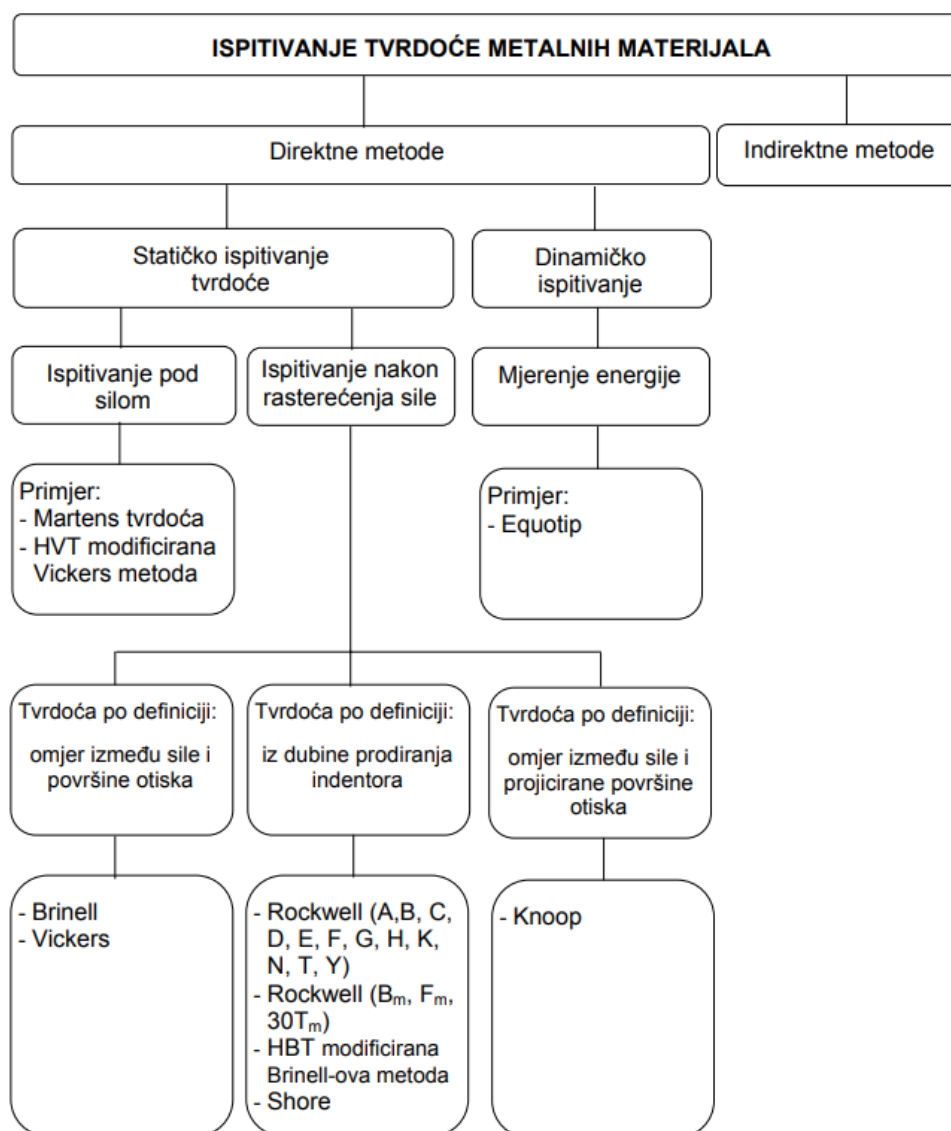 ISPITIVANJE TVRDOĆE METALNIH MATERIJALA
Direktne metode
Indirektne metode
Statičko ispitivanje
tvrdoće
Dinamičko
ispitivanje
Ispitivanje pod
silom
Ispitivanje nakon
rasterećenja sile
Mjerenje energije
Primjer:
- Martens tvrdoća
- HVT modificirana
Vickers metoda
Primjer:
- Equotip
Tvrdoća po definiciji:
omjer između sile i
površine otiska
Tvrdoća po definiciji:
iz dubine prodiranja
indentora
Tvrdoća po definiciji:
omjer između sile i
projicirane površine
otiska
- Brinell
- Vickers
- Rockwell (A,B, C,
D, E, F, G, H, K,
N, T, Y)
- Rockwell (Bm, Fm,
30Tm)
- HBT modificirana
Brinell-ova metoda
- Shore
- Knoop